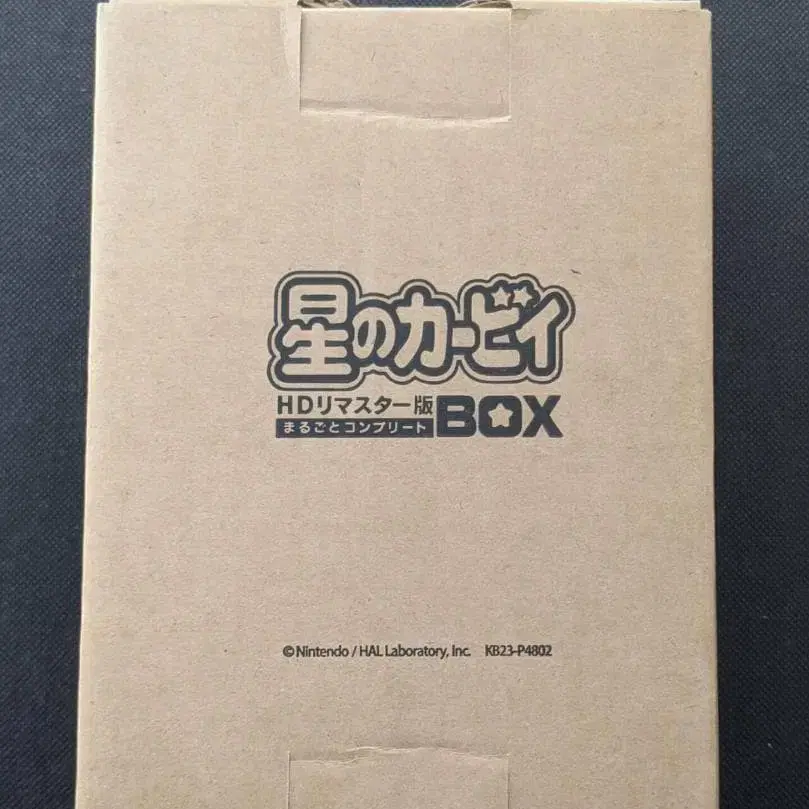 星のカービィ
HDリマスター版
まるごとコンプリート BOX
© Nintendo / HAL Laboratory, Inc. KB23-P4802